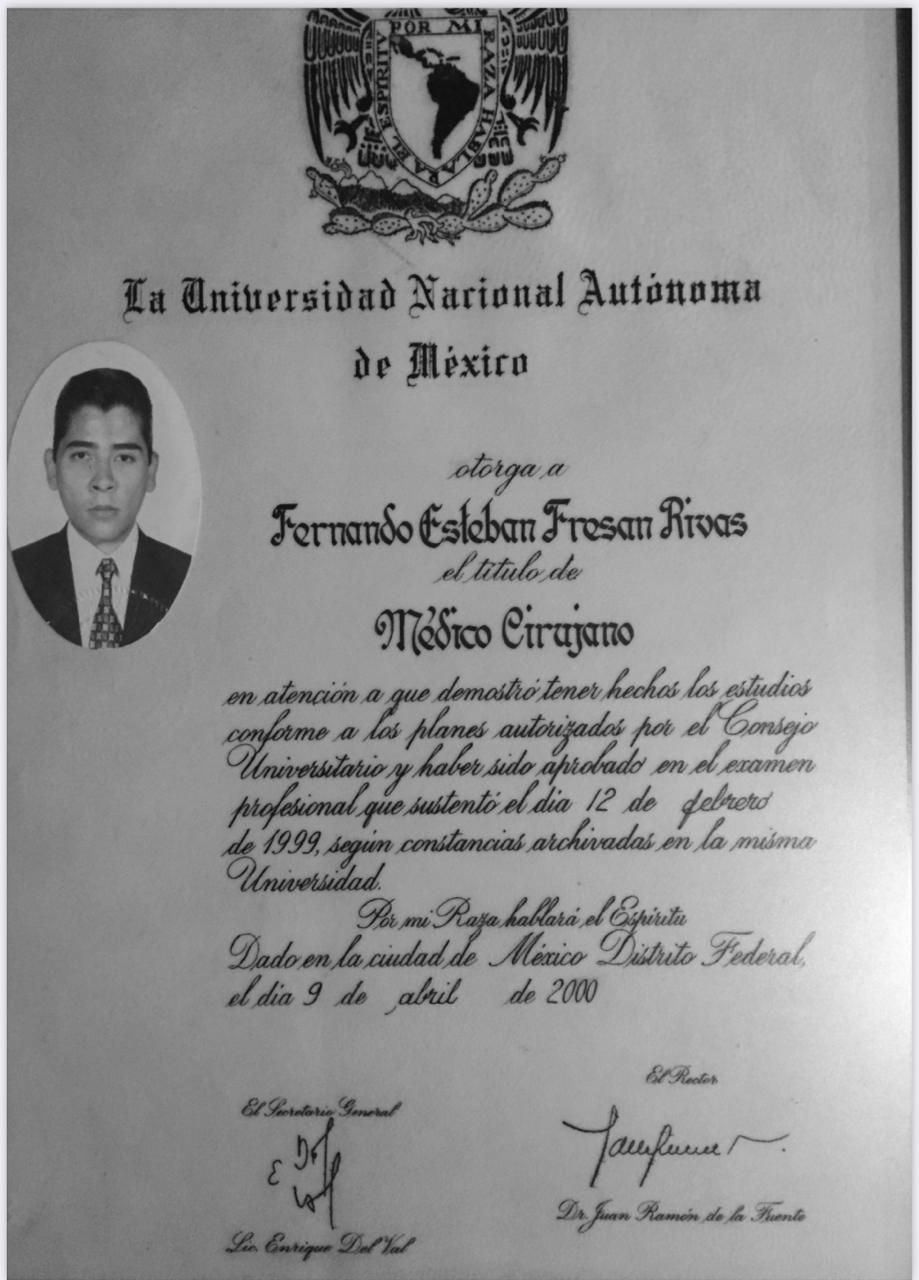 POR MI RAZA HABLARA EL ESPIRITU
La Universidad Nacional Autónoma
de México
otorga a
Fernando Esteban Fresan Rivas
el título de
Médico Cirujano
en atención a que demostró tener hechos los estudios
conforme a los planes autorizados por el Consejo
Universitario y haber sido aprobado en el examen
profesional que sustentó el día 12 de febrero
de 1999, según constancias archivadas en la misma
Universidad.
Por mi Raza hablará el Espíritu
Dado en la ciudad de México Distrito Federal,
el día 9 de abril de 2000
El Rector
El Secretario General
Dr. Juan Ramón de la Fuente
Lic. Enrique Del Val